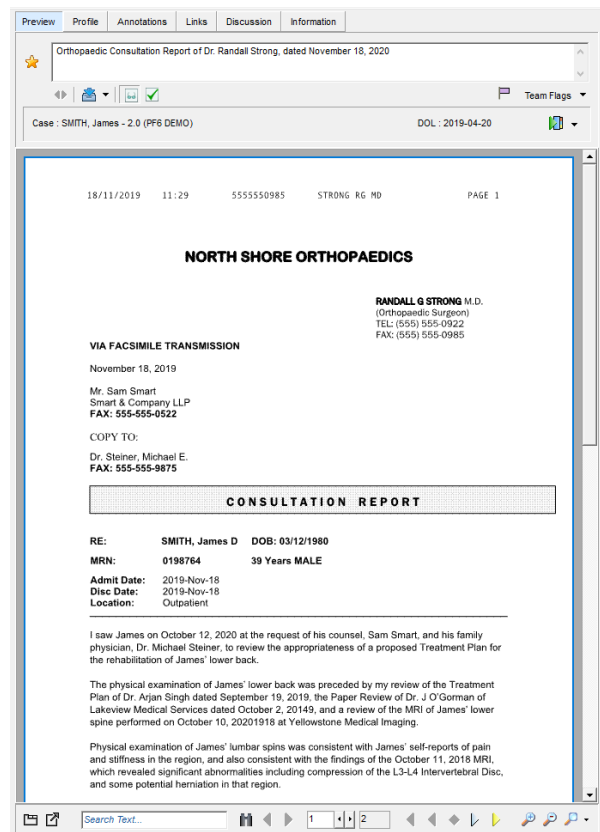 Preview Profile Annotations Links Discussion Information
Orthopaedic Consultation Report of Dr. Randall Strong, dated November 18, 2020
Team Flags
Case : SMITH, James - 2.0 (PF6 DEMO) DOL : 2019-04-20
18/11/2019 11:29 5555550985 STRONG RG MD PAGE 1
NORTH SHORE ORTHOPAEDICS
RANDALL G STRONG M.D.
(Orthopaedic Surgeon)
TEL: (555) 555-0922
FAX: (555) 555-0985
VIA FACSIMILE TRANSMISSION
November 18, 2019
Mr. Sam Smart
Smart & Company LLP
FAX: 555-555-0522
COPY TO:
Dr. Steiner, Michael E.
FAX: 555-555-9875
CONSULTATION REPORT
RE: SMITH, James D DOB: 03/12/1980
MRN: 0198764 39 Years MALE
Admit Date: 2019-Nov-18
Disc Date: 2019-Nov-18
Location: Outpatient
I saw James on October 12, 2020 at the request of his counsel, Sam Smart, and his family
physician, Dr. Michael Steiner, to review the appropriateness of a proposed Treatment Plan for
the rehabilitation of James' lower back.
The physical examination of James' lower back was preceded by my review of the Treatment
Plan of Dr. Arjan Singh dated September 19, 2019, the Paper Review of Dr. J O'Gorman of
Lakeview Medical Services dated October 2, 20149, and a review of the MRI of James' lower
spine performed on October 10, 20201918 at Yellowstone Medical Imaging.
Physical examination of James' lumbar spins was consistent with James' self-reports of pain
and stiffness in the region, and also consistent with the findings of the October 11, 2018 MRI,
which revealed significant abnormalities including compression of the L3-L4 Intervertebral Disc,
and some potential herniation in that region.
Search Text... 1 2